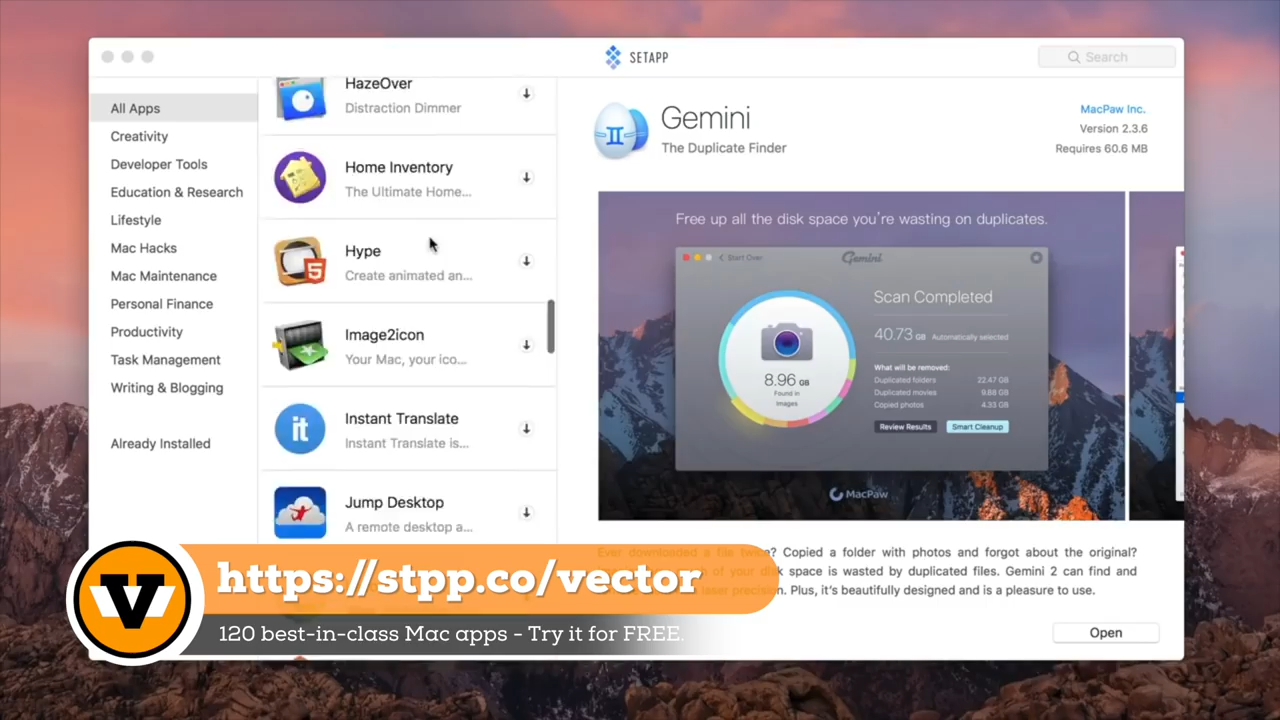 SETAPP
Search
All Apps
Creativity
Developer Tools
Education & Research
Lifestyle
Mac Hacks
Mac Maintenance
Personal Finance
Productivity
Task Management
Writing & Blogging
Already Installed
HazeOver
Distraction Dimmer
Home Inventory
The Ultimate Home...
Hype
Create animated an...
5
Image2icon
Your Mac, your ico...
it
Instant Translate
Instant Translate is...
Jump Desktop
A remote desktop a...
Gemini
The Duplicate Finder
MacPaw Inc.
Version 2.3.6
Requires 60.6 MB
Free up all the disk space you're wasting on duplicates.
Start Over
Gemini
Scan Completed
40.73 GB Automatically selected
What will be removed:
Duplicated folders 22.47 GB
Duplicated movies 9.88 GB
Copied photos 4.33 GB
8.96 GB
Found in
Images
Review Results
Smart Cleanup
MacPaw
Ever downloaded a file twice? Copied a folder with photos and forgot about the original?
of your disk space is wasted by duplicated files. Gemini 2 can find and
laser precision. Plus, it's beautifully designed and is a pleasure to use.
Open
V
https://stpp.co/vector
120 best-in-class Mac apps - Try it for FREE.